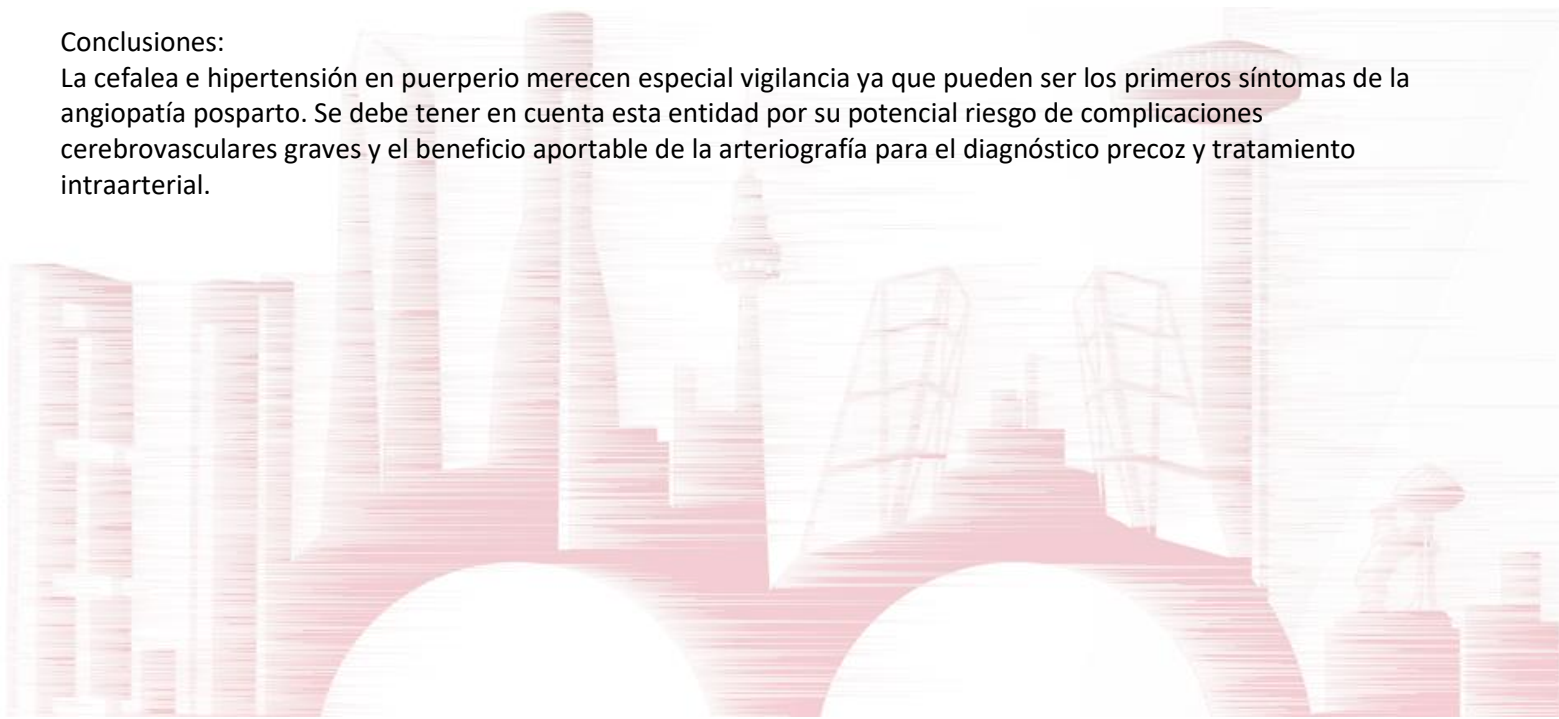 Conclusiones:
La cefalea e hipertensión en puerperio merecen especial vigilancia ya que pueden ser los primeros síntomas de la
angiopatía posparto. Se debe tener en cuenta esta entidad por su potencial riesgo de complicaciones
cerebrovasculares graves y el beneficio aportable de la arteriografía para el diagnóstico precoz y tratamiento
intraarterial.